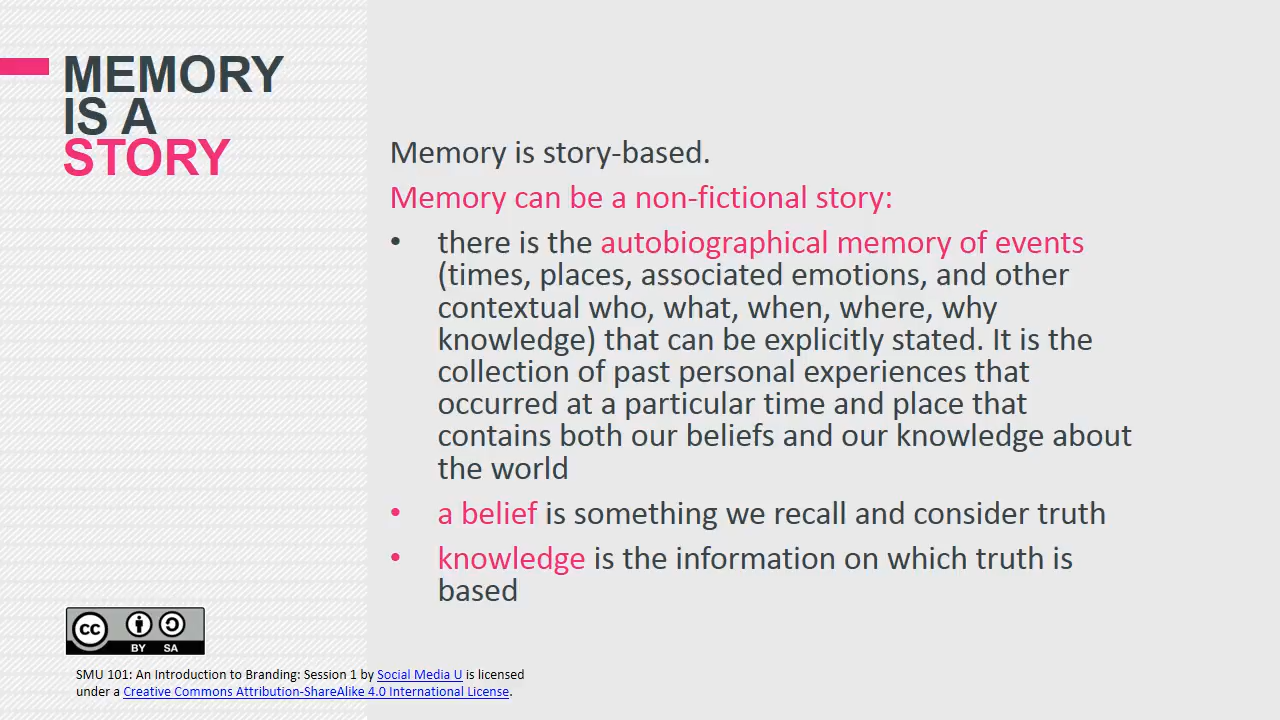 MEMORY
IS A
STORY
Memory is story-based.
Memory can be a non-fictional story:
• there is the autobiographical memory of events
(times, places, associated emotions, and other
contextual who, what, when, where, why
knowledge) that can be explicitly stated. It is the
collection of past personal experiences that
occurred at a particular time and place that
contains both our beliefs and our knowledge about
the world
• a belief is something we recall and consider truth
• knowledge is the information on which truth is
based
cc
BY SA
SMU 101: An Introduction to Branding: Session 1 by Social Media U is licensed
under a Creative Commons Attribution-ShareAlike 4.0 International License.